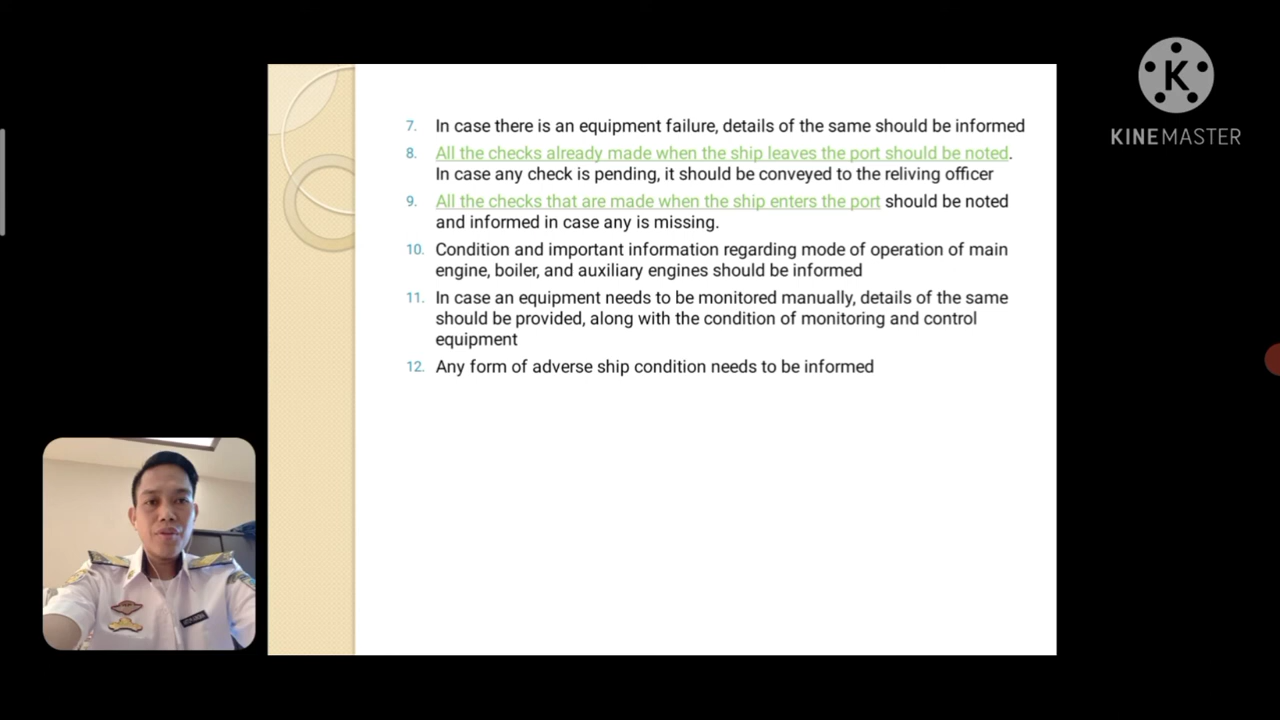 7. In case there is an equipment failure, details of the same should be informed
8. All the checks already made when the ship leaves the port should be noted.
In case any check is pending, it should be conveyed to the reliving officer
9. All the checks that are made when the ship enters the port should be noted
and informed in case any is missing.
10. Condition and important information regarding mode of operation of main
engine, boiler, and auxiliary engines should be informed
11. In case an equipment needs to be monitored manually, details of the same
should be provided, along with the condition of monitoring and control
equipment
12. Any form of adverse ship condition needs to be informed
K
KINEMASTER